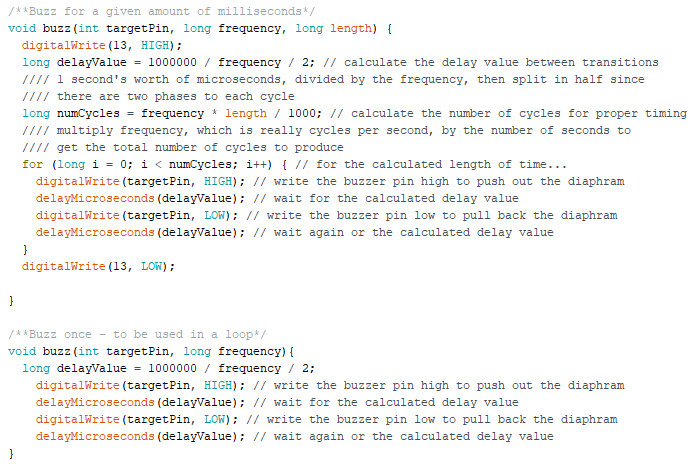 /**Buzz for a given amount of milliseconds*/
void buzz(int targetPin, long frequency, long length) {
  digitalWrite(13, HIGH);
  long delayValue = 1000000 / frequency / 2; // calculate the delay value between transitions
  //// 1 second's worth of microseconds, divided by the frequency, then split in half since
  //// there are two phases to each cycle
  long numCycles = frequency * length / 1000; // calculate the number of cycles for proper timing
  //// multiply frequency, which is really cycles per second, by the number of seconds to
  //// get the total number of cycles to produce
  for (long i = 0; i < numCycles; i++) { // for the calculated length of time...
    digitalWrite(targetPin, HIGH); // write the buzzer pin high to push out the diaphram
    delayMicroseconds(delayValue); // wait for the calculated delay value
    digitalWrite(targetPin, LOW); // write the buzzer pin low to pull back the diaphram
    delayMicroseconds(delayValue); // wait again or the calculated delay value
  }
  digitalWrite(13, LOW);

}

/**Buzz once - to be used in a loop*/
void buzz(int targetPin, long frequency){
  long delayValue = 1000000 / frequency / 2;
    digitalWrite(targetPin, HIGH); // write the buzzer pin high to push out the diaphram
    delayMicroseconds(delayValue); // wait for the calculated delay value
    digitalWrite(targetPin, LOW); // write the buzzer pin low to pull back the diaphram
    delayMicroseconds(delayValue); // wait again or the calculated delay value
}